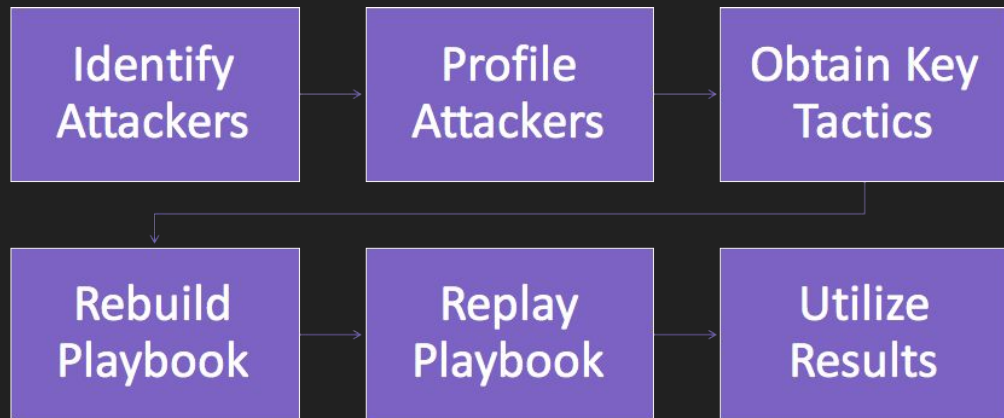 Identify
Attackers
Profile
Attackers
Obtain Key
Tactics
Rebuild
Playbook
Replay
Playbook
Utilize
Results